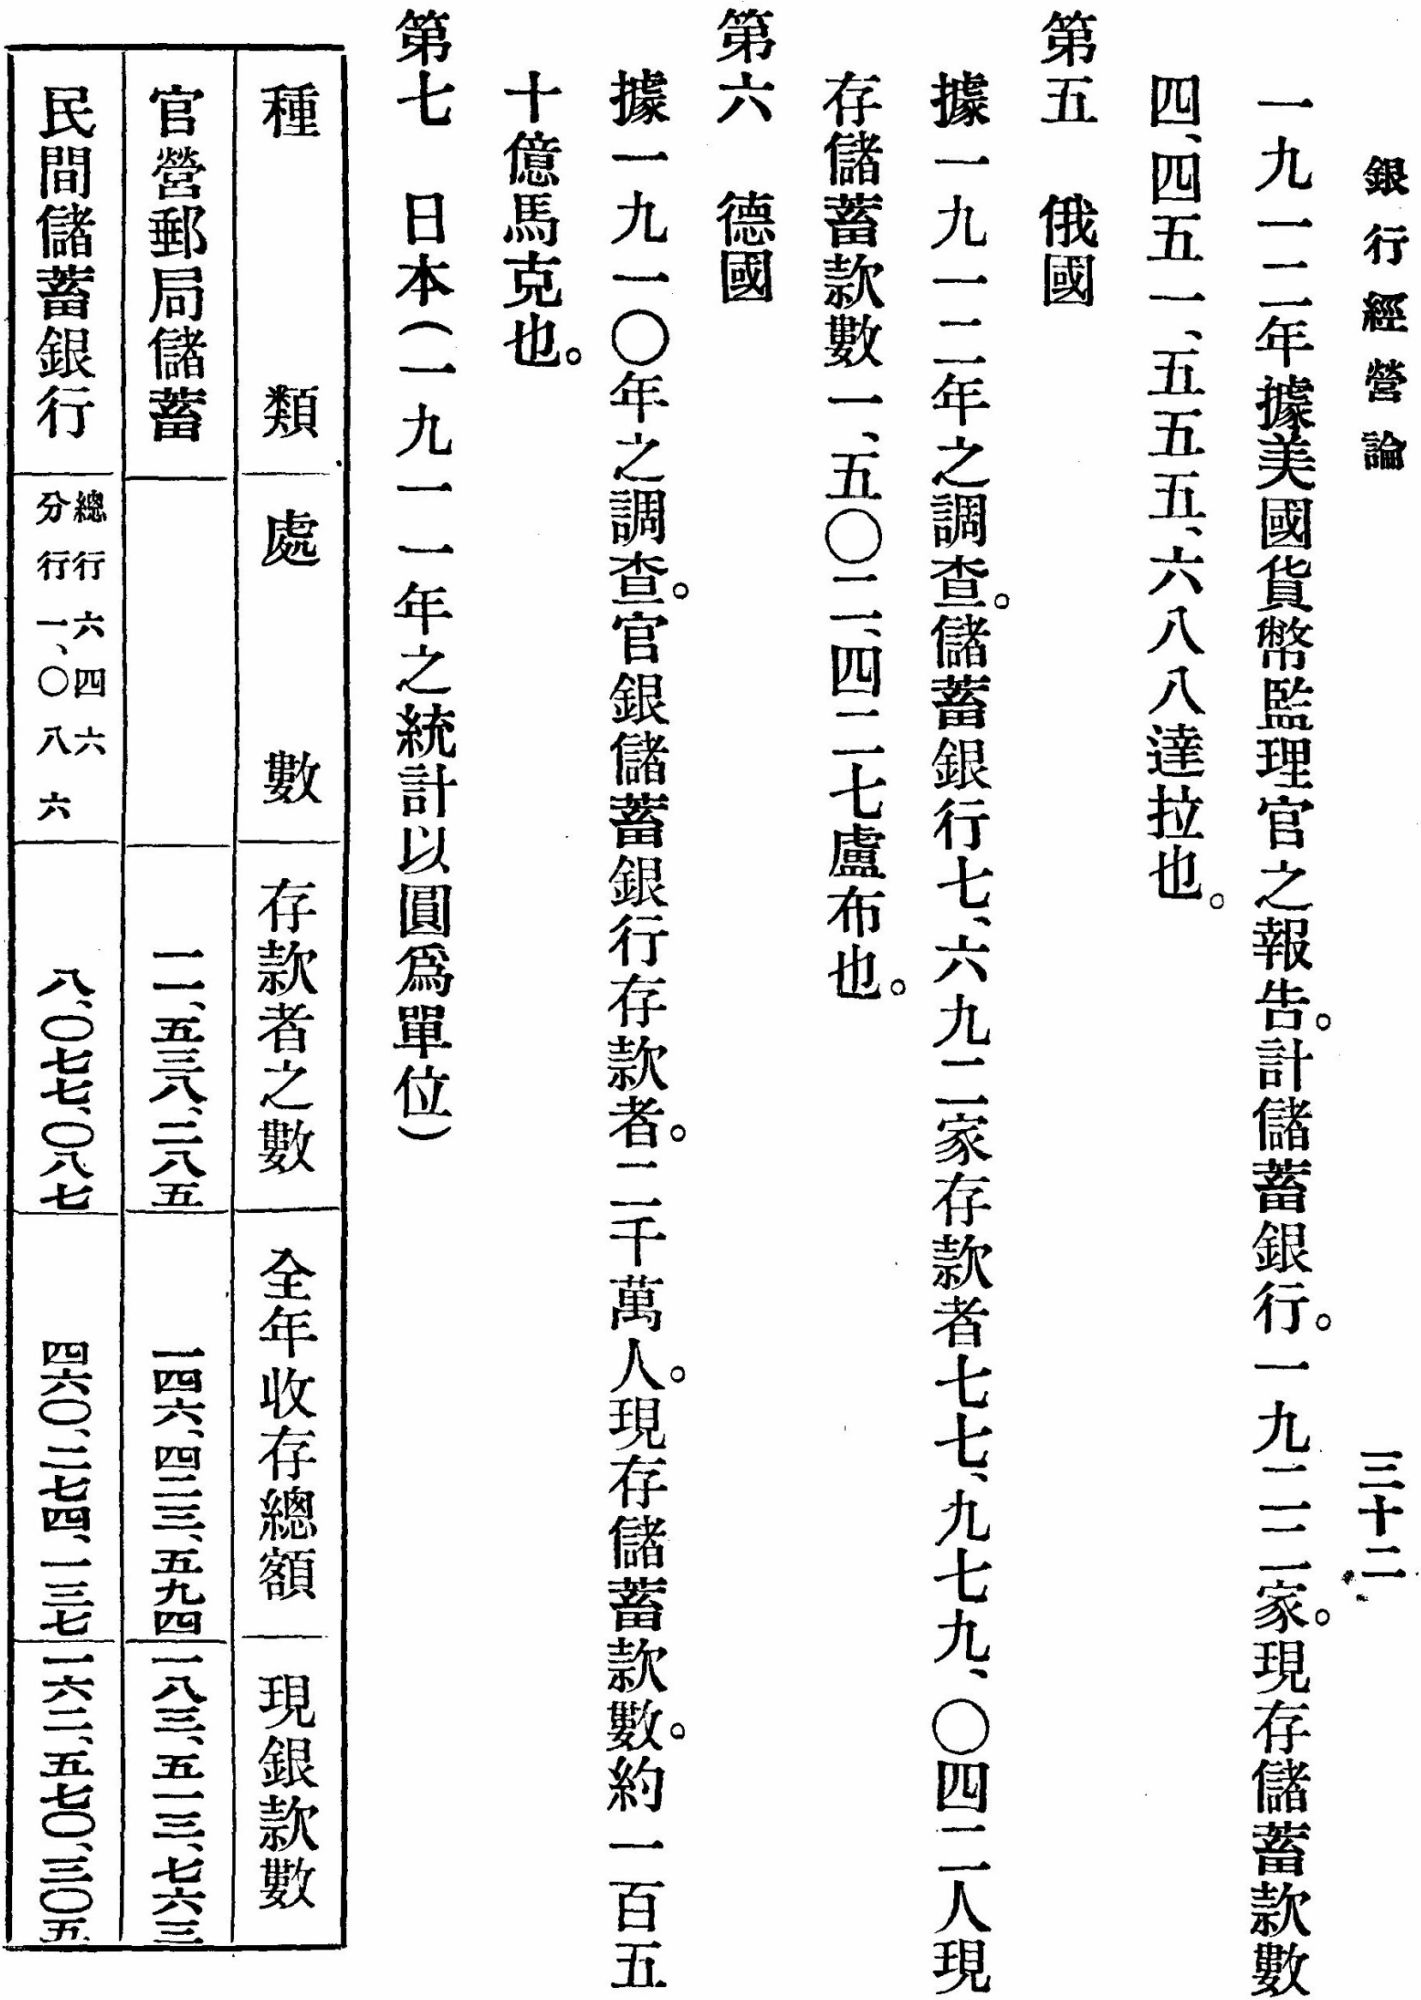 銀行經營論　三十二
一九一二年據美國貨幣監理官之報告。計儲蓄銀行。一九二二家。現存儲蓄款數
四、四五一、五五五、六八八達拉也。
第五　俄國
據一九一二年之調查。儲蓄銀行七、六九二家存款者七七、九七九、〇四二人現
存儲蓄款數一、五〇二、四二七盧布也。
第六　德國
據一九一〇年之調查。官銀儲蓄銀行存款者。二千萬人。現存儲蓄款數。約一百五
十億馬克也。
第七　日本（一九一一年之統計以圓爲單位）
種類　處數　存款者之數　全年收存總額　現銀款數
官營郵局儲蓄　一一、五三八、二八五　一四六、四二三、五九四　一八三、五一三、七六三
民間儲蓄銀行　總行六四六　分行一、〇八六　八、〇七七、〇八七　四六〇、二七四、一三七　一六二、五七〇、三〇五